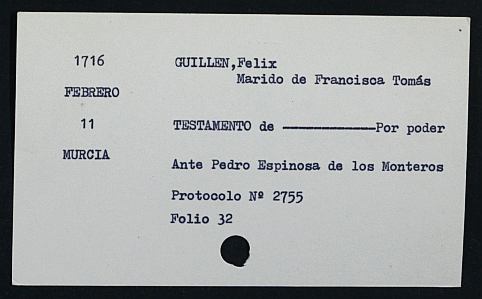 1716
GUILLEN,Felix
Marido de Francisca Tomás
FEBRERO
11
TESTAMENTO de ——————————Por poder
MURCIA
Ante Pedro Espinosa de los Monteros
Protocolo Nº 2755
Folio 32